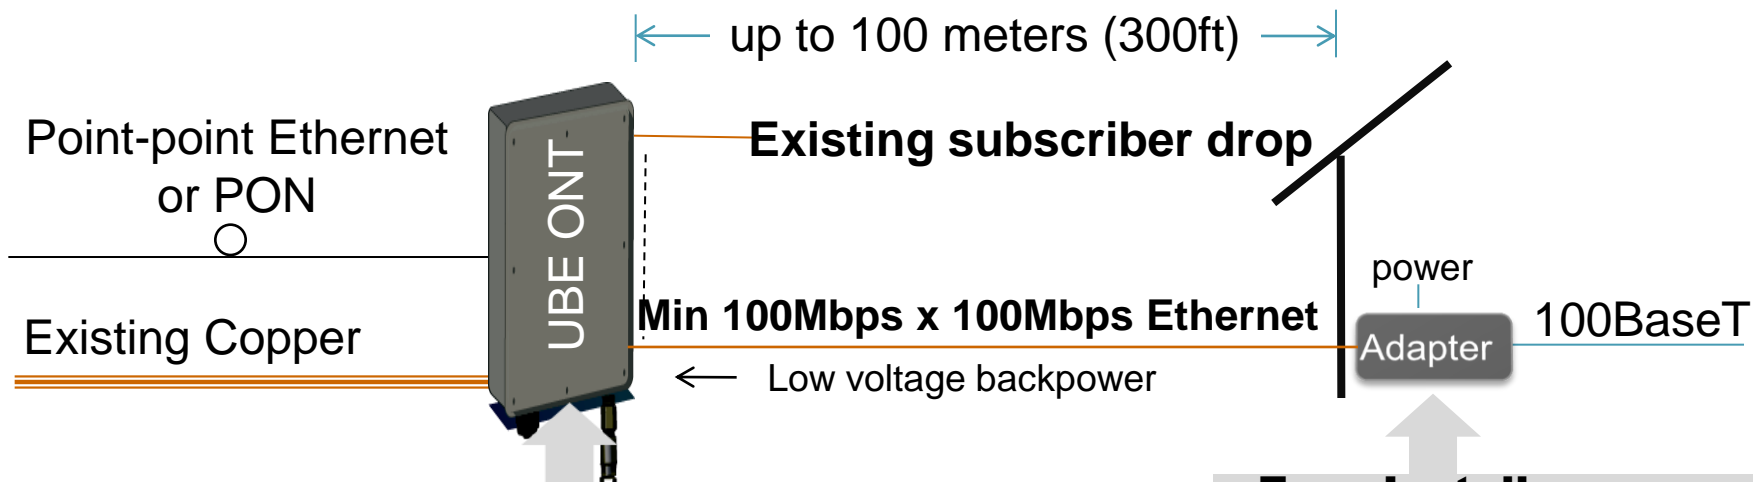 up to 100 meters (300ft)
Point-point Ethernet
or PON
Existing subscriber drop
UBE ONT
power
Min 100Mbps x 100Mbps Ethernet
100BaseT
Existing Copper
Adapter
Low voltage backpower